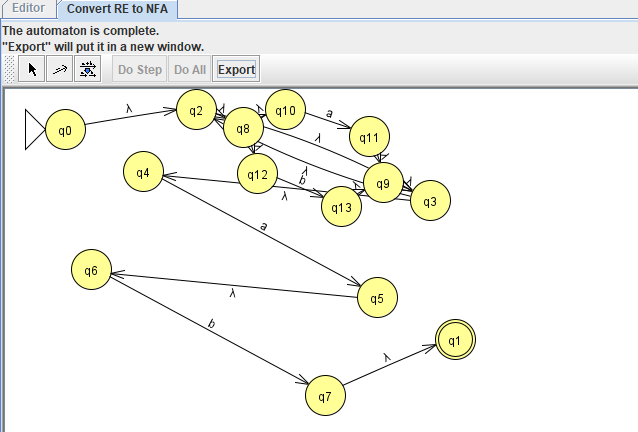 Editor Convert RE to NFA
The automaton is complete.
"Export" will put it in a new window.
Do Step Do All Export
q0
λ
q2
λ
q8
λ
q10
a
q11
λ
λ
q4
q12
λ
b
λ
λ
q13
λ
q9
λ
q3
a
q6
λ
q5
b
λ
q1
q7